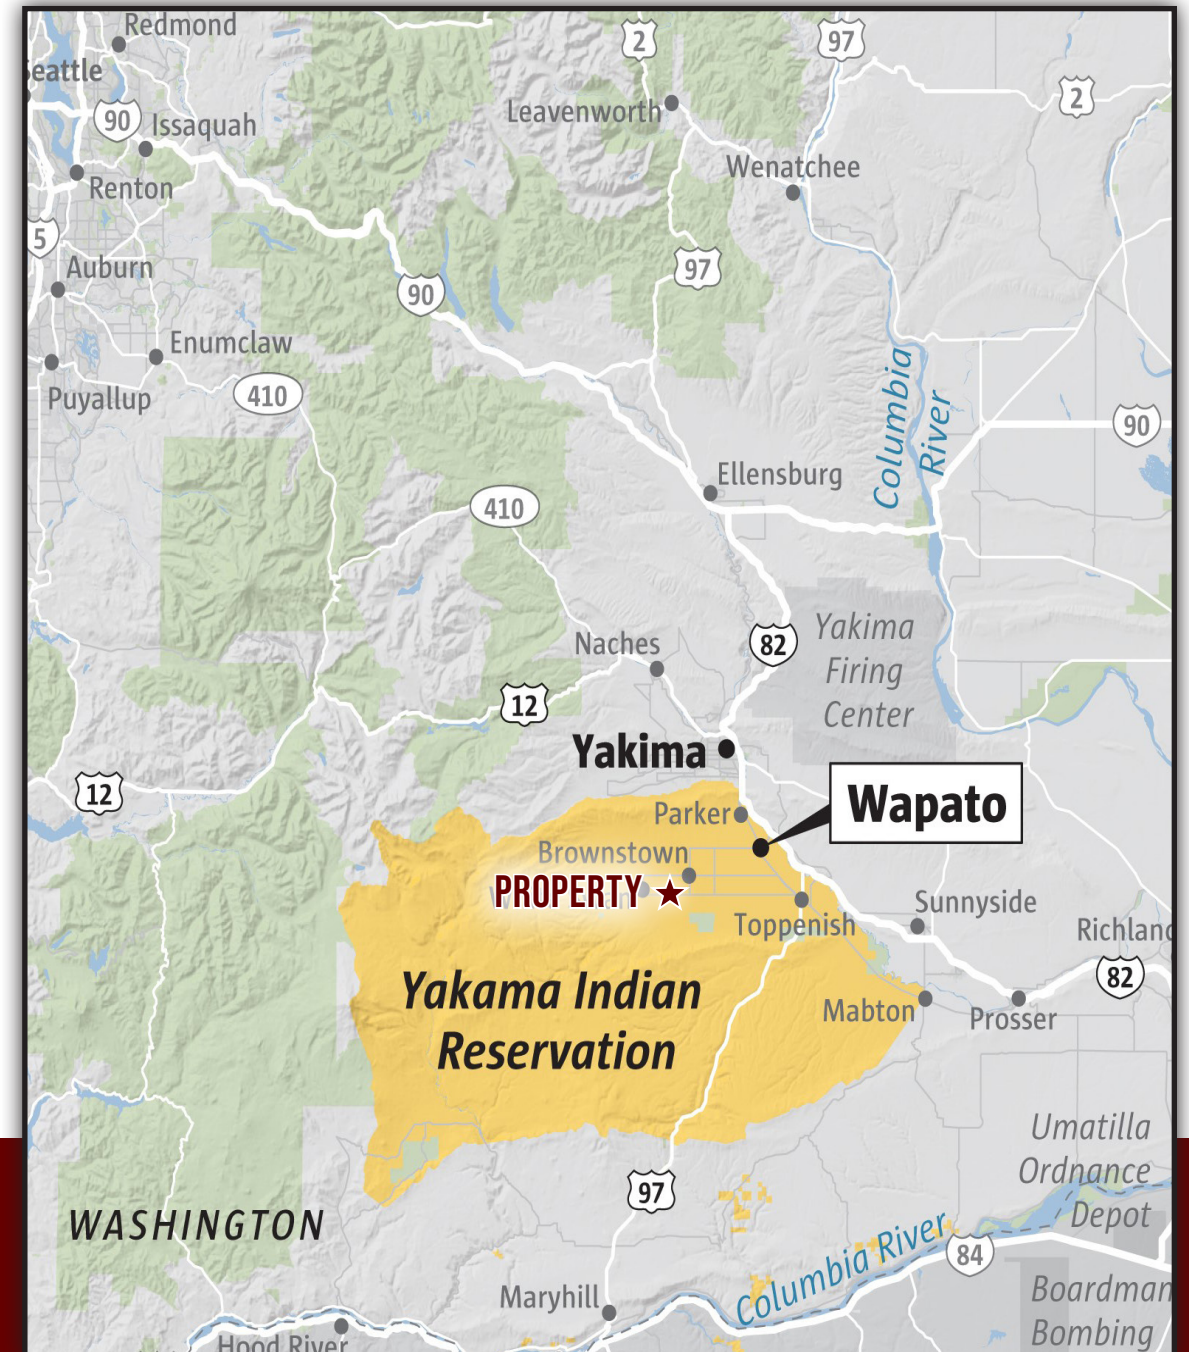 Redmond
2
97
eattle
2
Leavenworth
90
Issaquah
Wenatchee
Renton
5
97
Auburn
90
Enumclaw
Columbia
River
Puyallup
410
90
Ellensburg
410
Yakima
Firing
Center
Naches
82
12
Yakima
12
Wapato
Parker
Brownstown
PROPERTY
Sunnyside
Toppenish
Richland
82
Yakama Indian
Reservation
Mabton
Prosser
Umatilla
Ordnance
Depot
97
WASHINGTON
Columbia River
84
Maryhill
Boardman
Bombing
Hood River